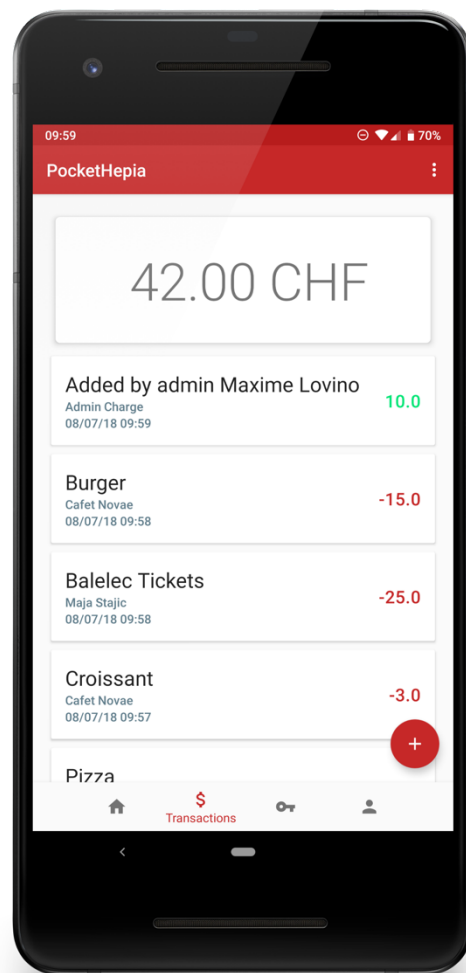 09:59 70%
PocketHepia
42.00 CHF
Added by admin Maxime Lovino
Admin Charge
08/07/18 09:59
10.0
Burger
Cafet Novae
08/07/18 09:58
-15.0
Balelec Tickets
Maja Stajic
08/07/18 09:58
-25.0
Croissant
Cafet Novae
08/07/18 09:57
-3.0
+
Pizza
$
Transactions